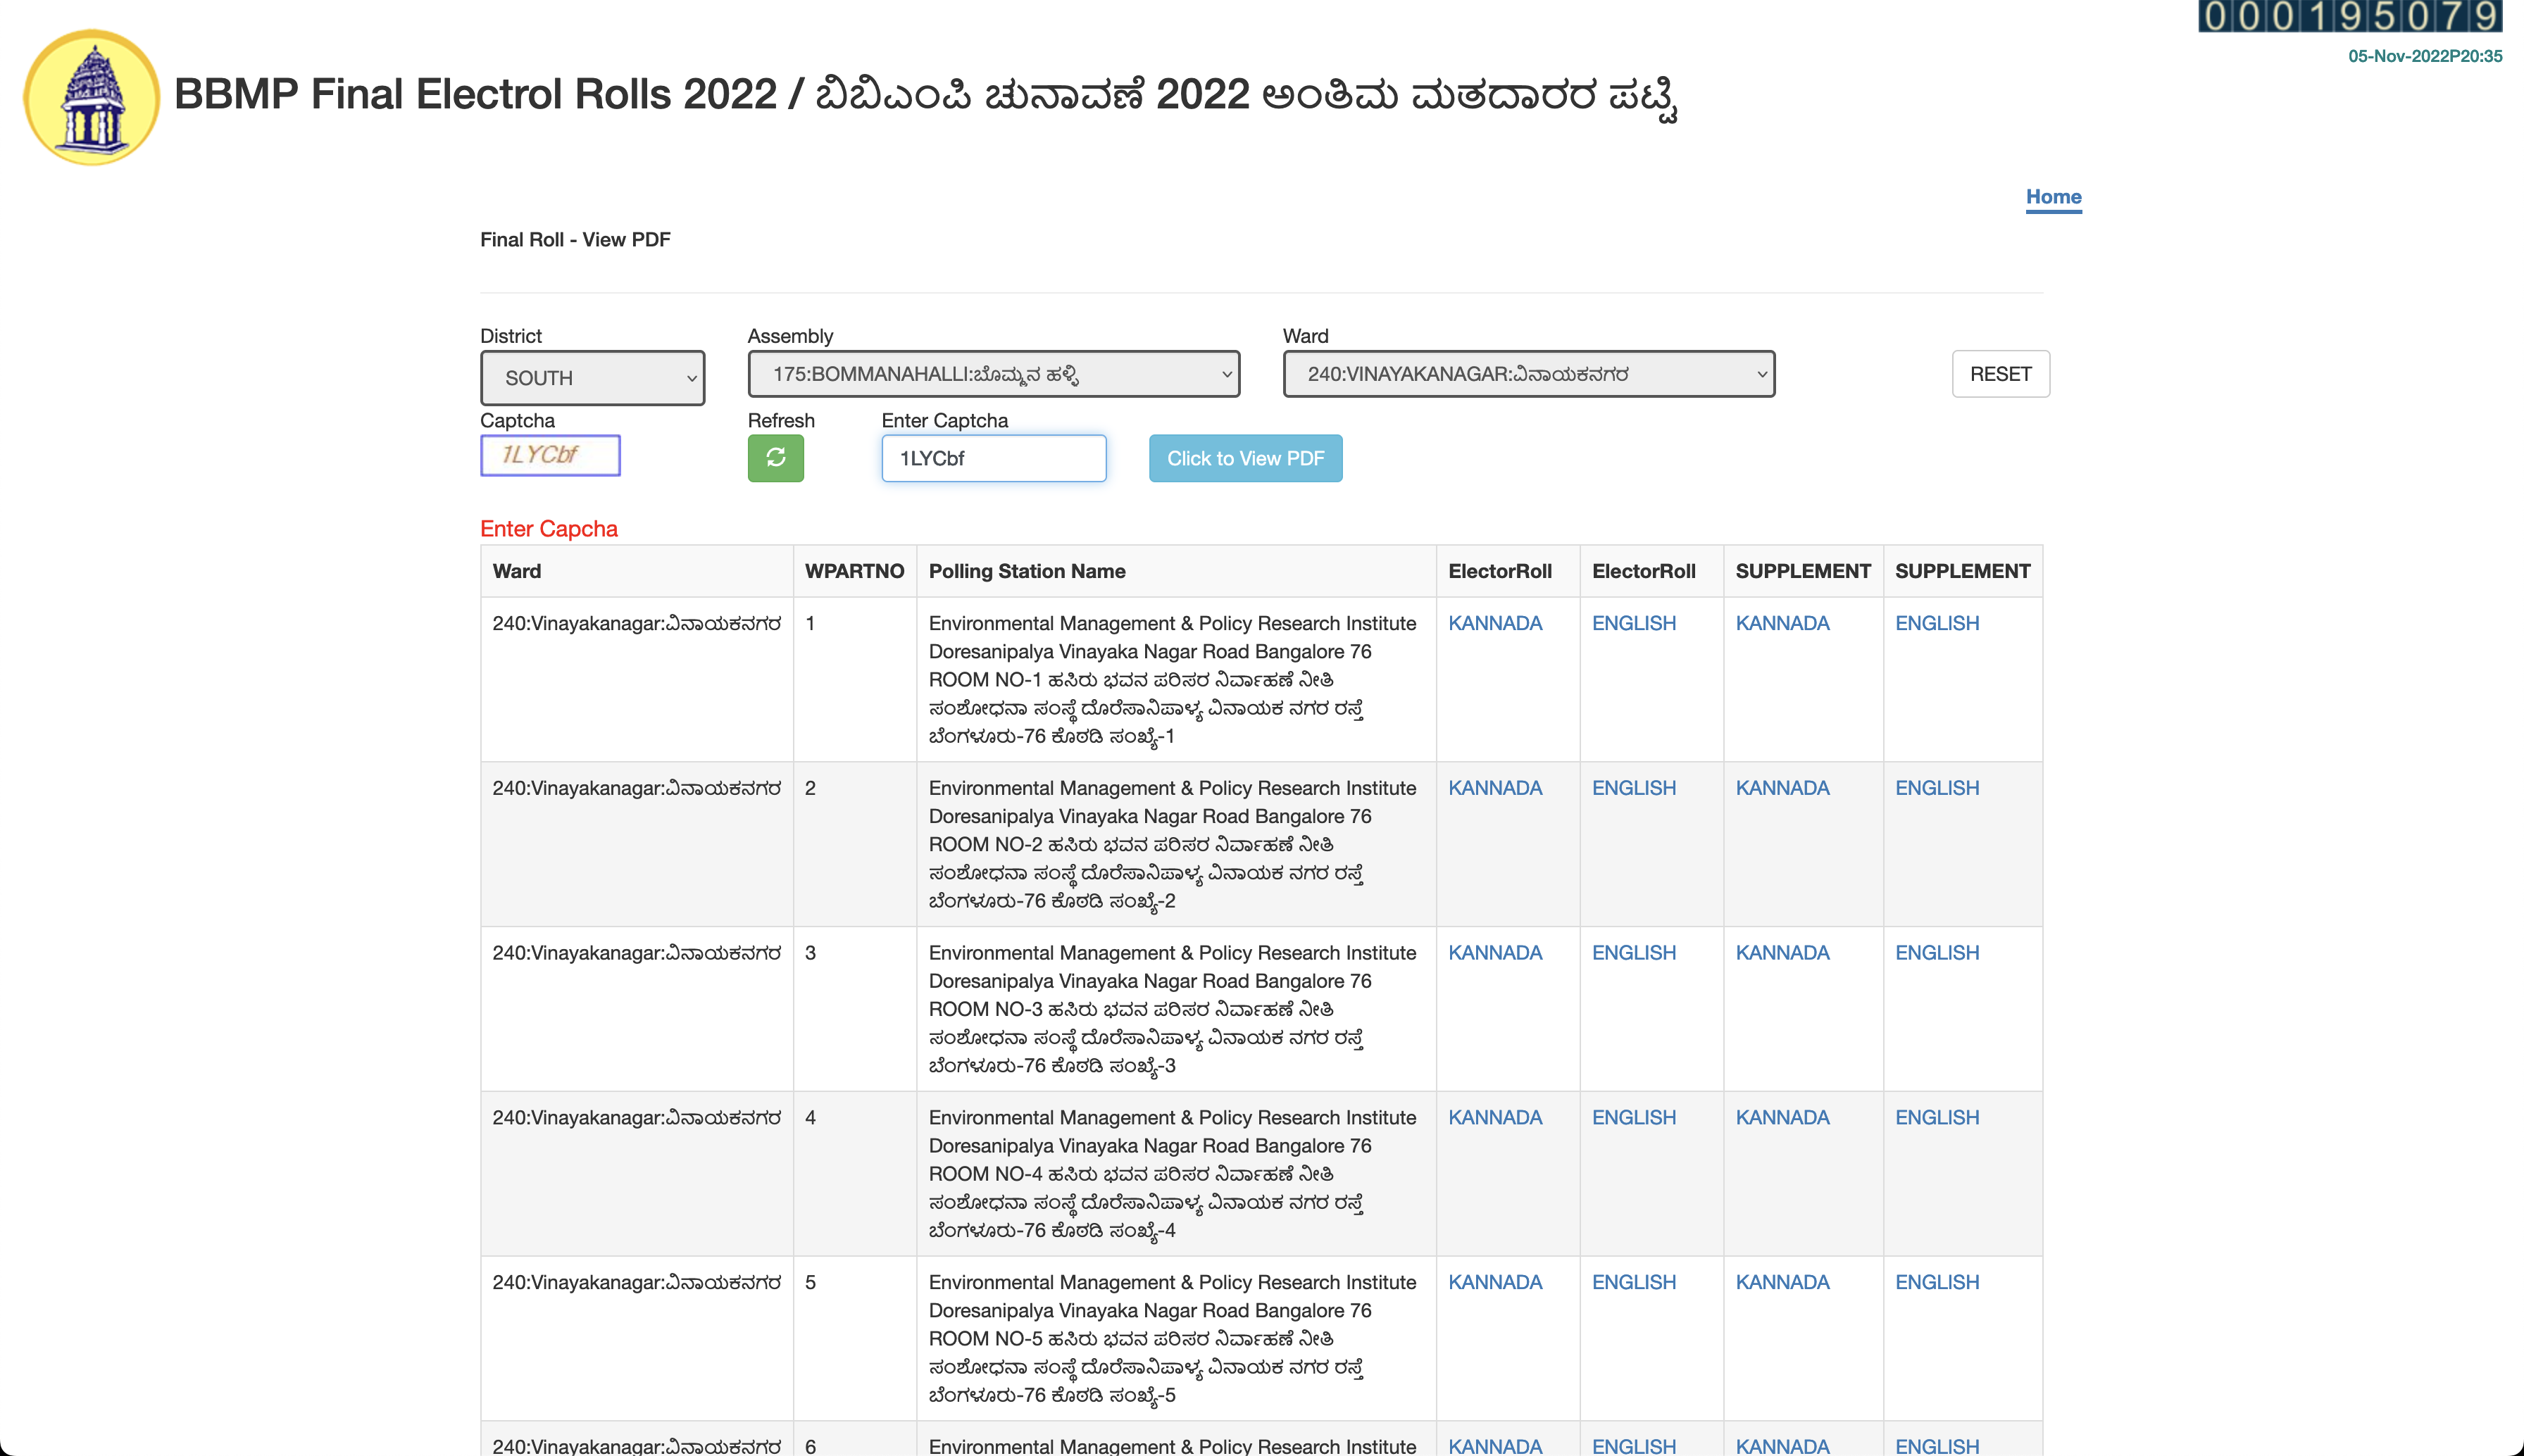 000195079
05-Nov-2022P20:35
BBMP Final Electrol Rolls 2022 / ಬಿಬಿಎಂಪಿ ಚುನಾವಣೆ 2022 ಅಂತಿಮ ಮತದಾರರ ಪಟ್ಟಿ
Home
Final Roll - View PDF
District Assembly Ward
SOUTH 175:BOMMANAHALLI:ಬೊಮ್ಮನ ಹಳ್ಳಿ 240:VINAYAKANAGAR:ವಿನಾಯಕನಗರ RESET
Captcha Refresh Enter Captcha
1LYCbf 1LYCbf Click to View PDF
Enter Capcha
Ward WPARTNO Polling Station Name ElectorRoll ElectorRoll SUPPLEMENT SUPPLEMENT
240:Vinayakanagar:ವಿನಾಯಕನಗರ 1 Environmental Management & Policy Research Institute KANNADA ENGLISH KANNADA ENGLISH
Doresanipalya Vinayaka Nagar Road Bangalore 76
ROOM NO-1 ಹಸಿರು ಭವನ ಪರಿಸರ ನಿರ್ವಾಹಣೆ ನೀತಿ
ಸಂಶೋಧನಾ ಸಂಸ್ಥೆ ದೊರೆಸಾನಿಪಾಳ್ಯ ವಿನಾಯಕ ನಗರ ರಸ್ತೆ
ಬೆಂಗಳೂರು-76 ಕೊಠಡಿ ಸಂಖ್ಯೆ-1
240:Vinayakanagar:ವಿನಾಯಕನಗರ 2 Environmental Management & Policy Research Institute KANNADA ENGLISH KANNADA ENGLISH
Doresanipalya Vinayaka Nagar Road Bangalore 76
ROOM NO-2 ಹಸಿರು ಭವನ ಪರಿಸರ ನಿರ್ವಾಹಣೆ ನೀತಿ
ಸಂಶೋಧನಾ ಸಂಸ್ಥೆ ದೊರೆಸಾನಿಪಾಳ್ಯ ವಿನಾಯಕ ನಗರ ರಸ್ತೆ
ಬೆಂಗಳೂರು-76 ಕೊಠಡಿ ಸಂಖ್ಯೆ-2
240:Vinayakanagar:ವಿನಾಯಕನಗರ 3 Environmental Management & Policy Research Institute KANNADA ENGLISH KANNADA ENGLISH
Doresanipalya Vinayaka Nagar Road Bangalore 76
ROOM NO-3 ಹಸಿರು ಭವನ ಪರಿಸರ ನಿರ್ವಾಹಣೆ ನೀತಿ
ಸಂಶೋಧನಾ ಸಂಸ್ಥೆ ದೊರೆಸಾನಿಪಾಳ್ಯ ವಿನಾಯಕ ನಗರ ರಸ್ತೆ
ಬೆಂಗಳೂರು-76 ಕೊಠಡಿ ಸಂಖ್ಯೆ-3
240:Vinayakanagar:ವಿನಾಯಕನಗರ 4 Environmental Management & Policy Research Institute KANNADA ENGLISH KANNADA ENGLISH
Doresanipalya Vinayaka Nagar Road Bangalore 76
ROOM NO-4 ಹಸಿರು ಭವನ ಪರಿಸರ ನಿರ್ವಾಹಣೆ ನೀತಿ
ಸಂಶೋಧನಾ ಸಂಸ್ಥೆ ದೊರೆಸಾನಿಪಾಳ್ಯ ವಿನಾಯಕ ನಗರ ರಸ್ತೆ
ಬೆಂಗಳೂರು-76 ಕೊಠಡಿ ಸಂಖ್ಯೆ-4
240:Vinayakanagar:ವಿನಾಯಕನಗರ 5 Environmental Management & Policy Research Institute KANNADA ENGLISH KANNADA ENGLISH
Doresanipalya Vinayaka Nagar Road Bangalore 76
ROOM NO-5 ಹಸಿರು ಭವನ ಪರಿಸರ ನಿರ್ವಾಹಣೆ ನೀತಿ
ಸಂಶೋಧನಾ ಸಂಸ್ಥೆ ದೊರೆಸಾನಿಪಾಳ್ಯ ವಿನಾಯಕ ನಗರ ರಸ್ತೆ
ಬೆಂಗಳೂರು-76 ಕೊಠಡಿ ಸಂಖ್ಯೆ-5
240:Vinayakanagar:ವಿನಾಯಕನಗರ 6 Environmental Management & Policy Research Institute KANNADA ENGLISH KANNADA ENGLISH